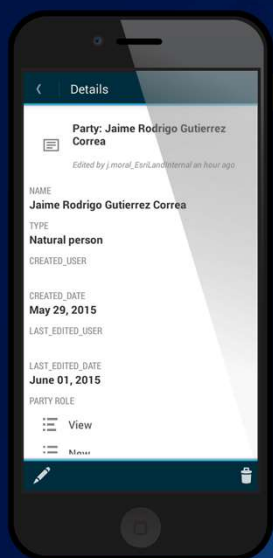 Details
Party: Jaime Rodrigo Gutierrez
Correa
Edited by j.moral_EsriLandInternal an hour ago
NAME
Jaime Rodrigo Gutierrez Correa
TYPE
Natural person
CREATED_USER
CREATED_DATE
May 29, 2015
LAST_EDITED_USER
LAST_EDITED_DATE
June 01, 2015
PARTY ROLE
View
New